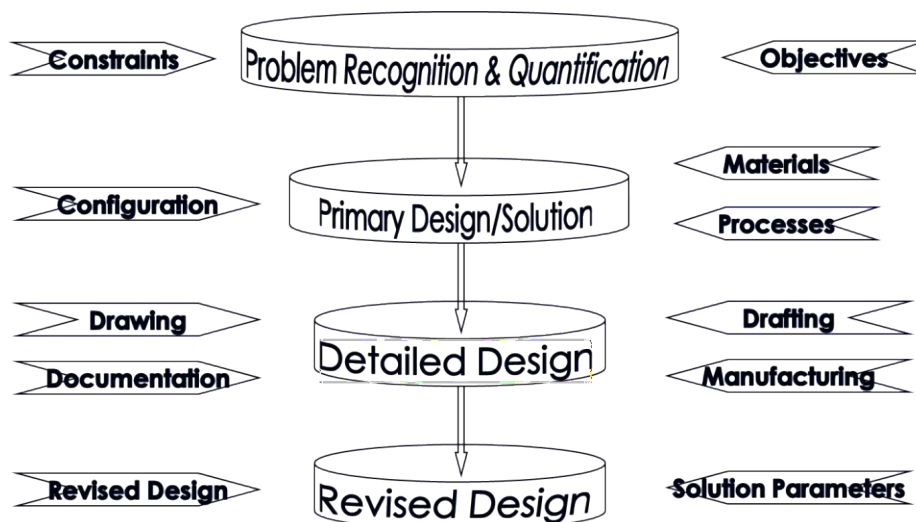 Constraints
Problem Recognition & Quantification
Objectives
Materials
Configuration
Primary Design/Solution
Processes
Drawing
Drafting
Detailed Design
Documentation
Manufacturing
Revised Design
Revised Design
Solution Parameters